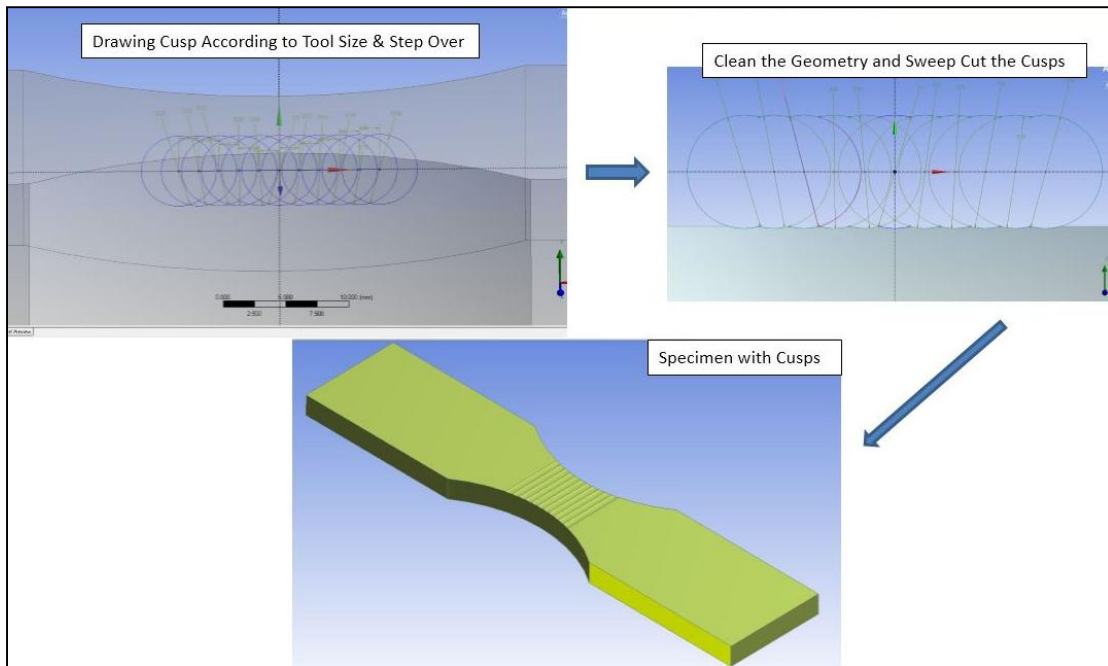 Drawing Cusp According to Tool Size & Step Over
Clean the Geometry and Sweep Cut the Cusps
0.000
5.000
10.000 (mm)
2.500
7.500
Specimen with Cusps